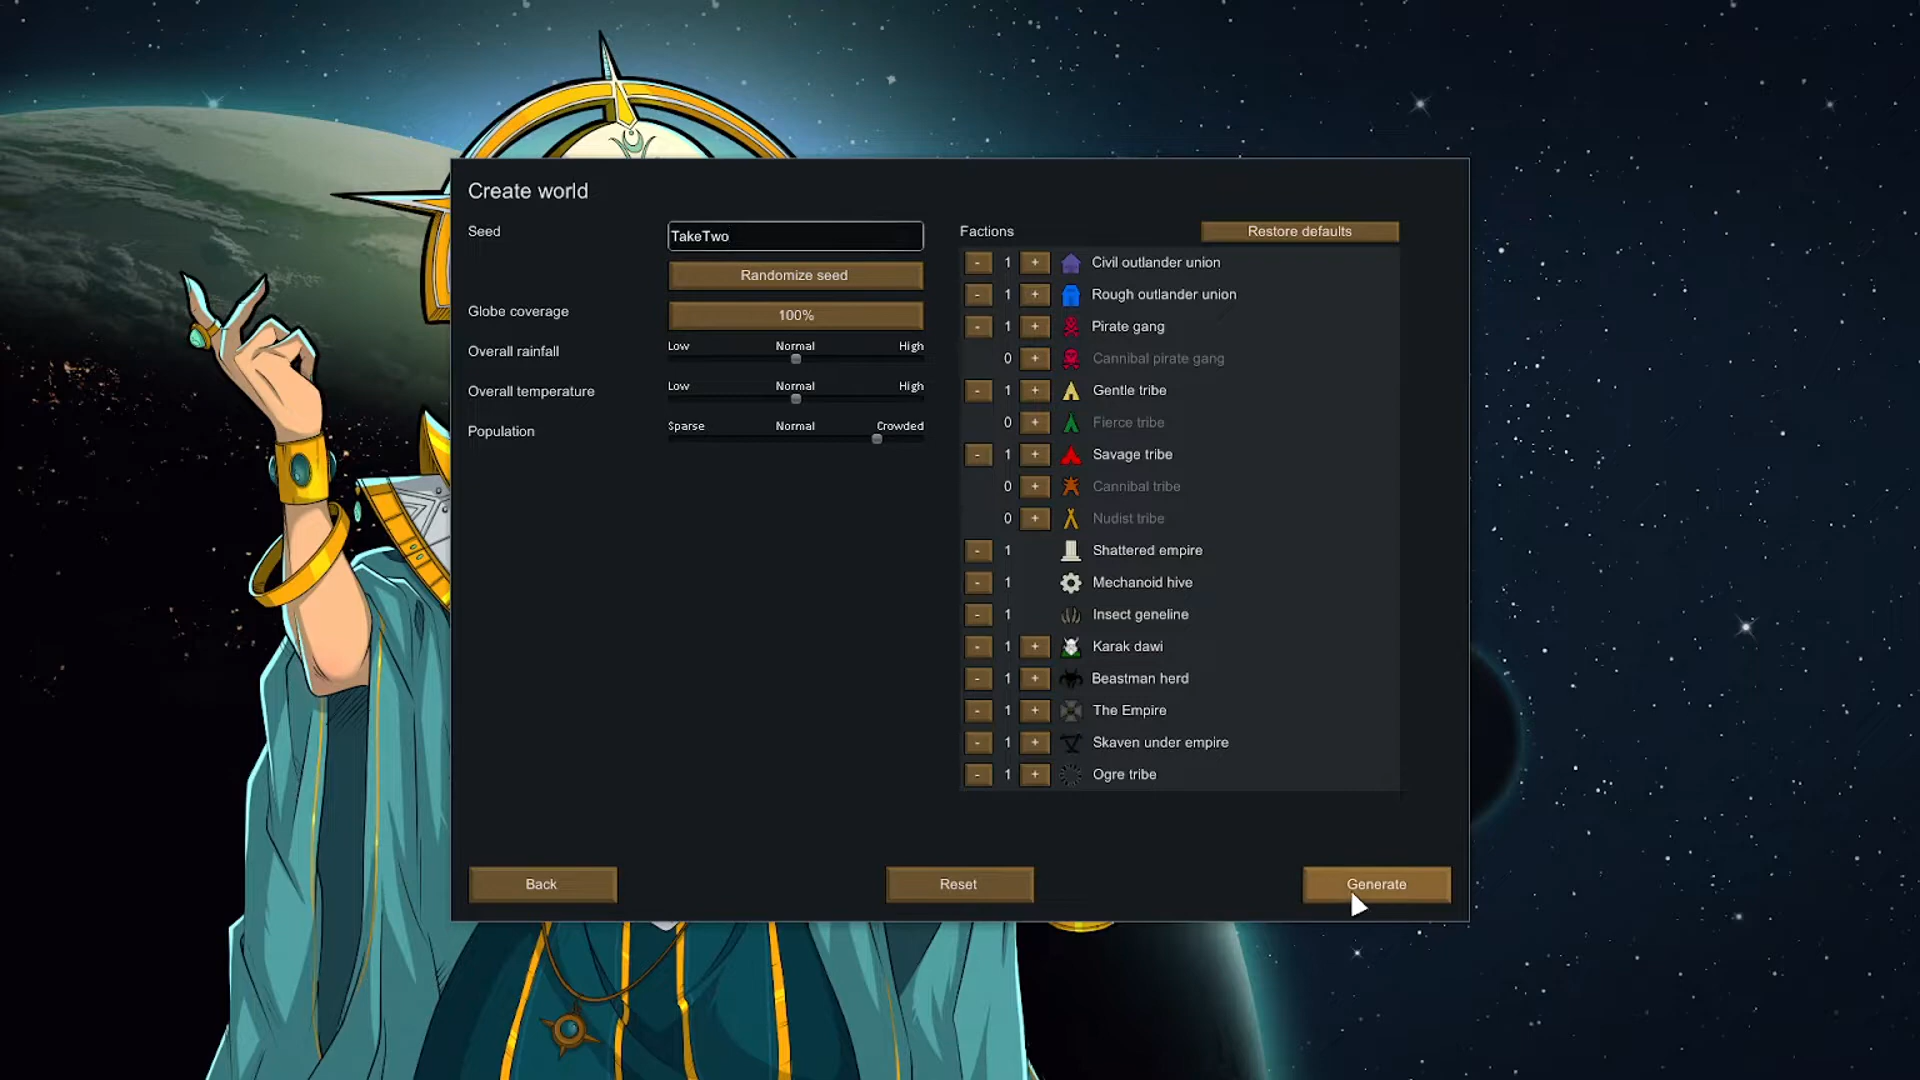 Create world
Seed
TakeTwo
Randomize seed
Globe coverage
100%
Overall rainfall
Low Normal High
Overall temperature
Low Normal High
Population
Sparse Normal Crowded
Factions
Restore defaults
- 1 + Civil outlander union
- 1 + Rough outlander union
- 1 + Pirate gang
0 + Cannibal pirate gang
- 1 + Gentle tribe
0 + Fierce tribe
- 1 + Savage tribe
0 + Cannibal tribe
0 + Nudist tribe
- 1 Shattered empire
- 1 Mechanoid hive
- 1 Insect geneline
- 1 + Karak dawi
- 1 + Beastman herd
- 1 + The Empire
- 1 + Skaven under empire
- 1 + Ogre tribe
Back
Reset
Generate